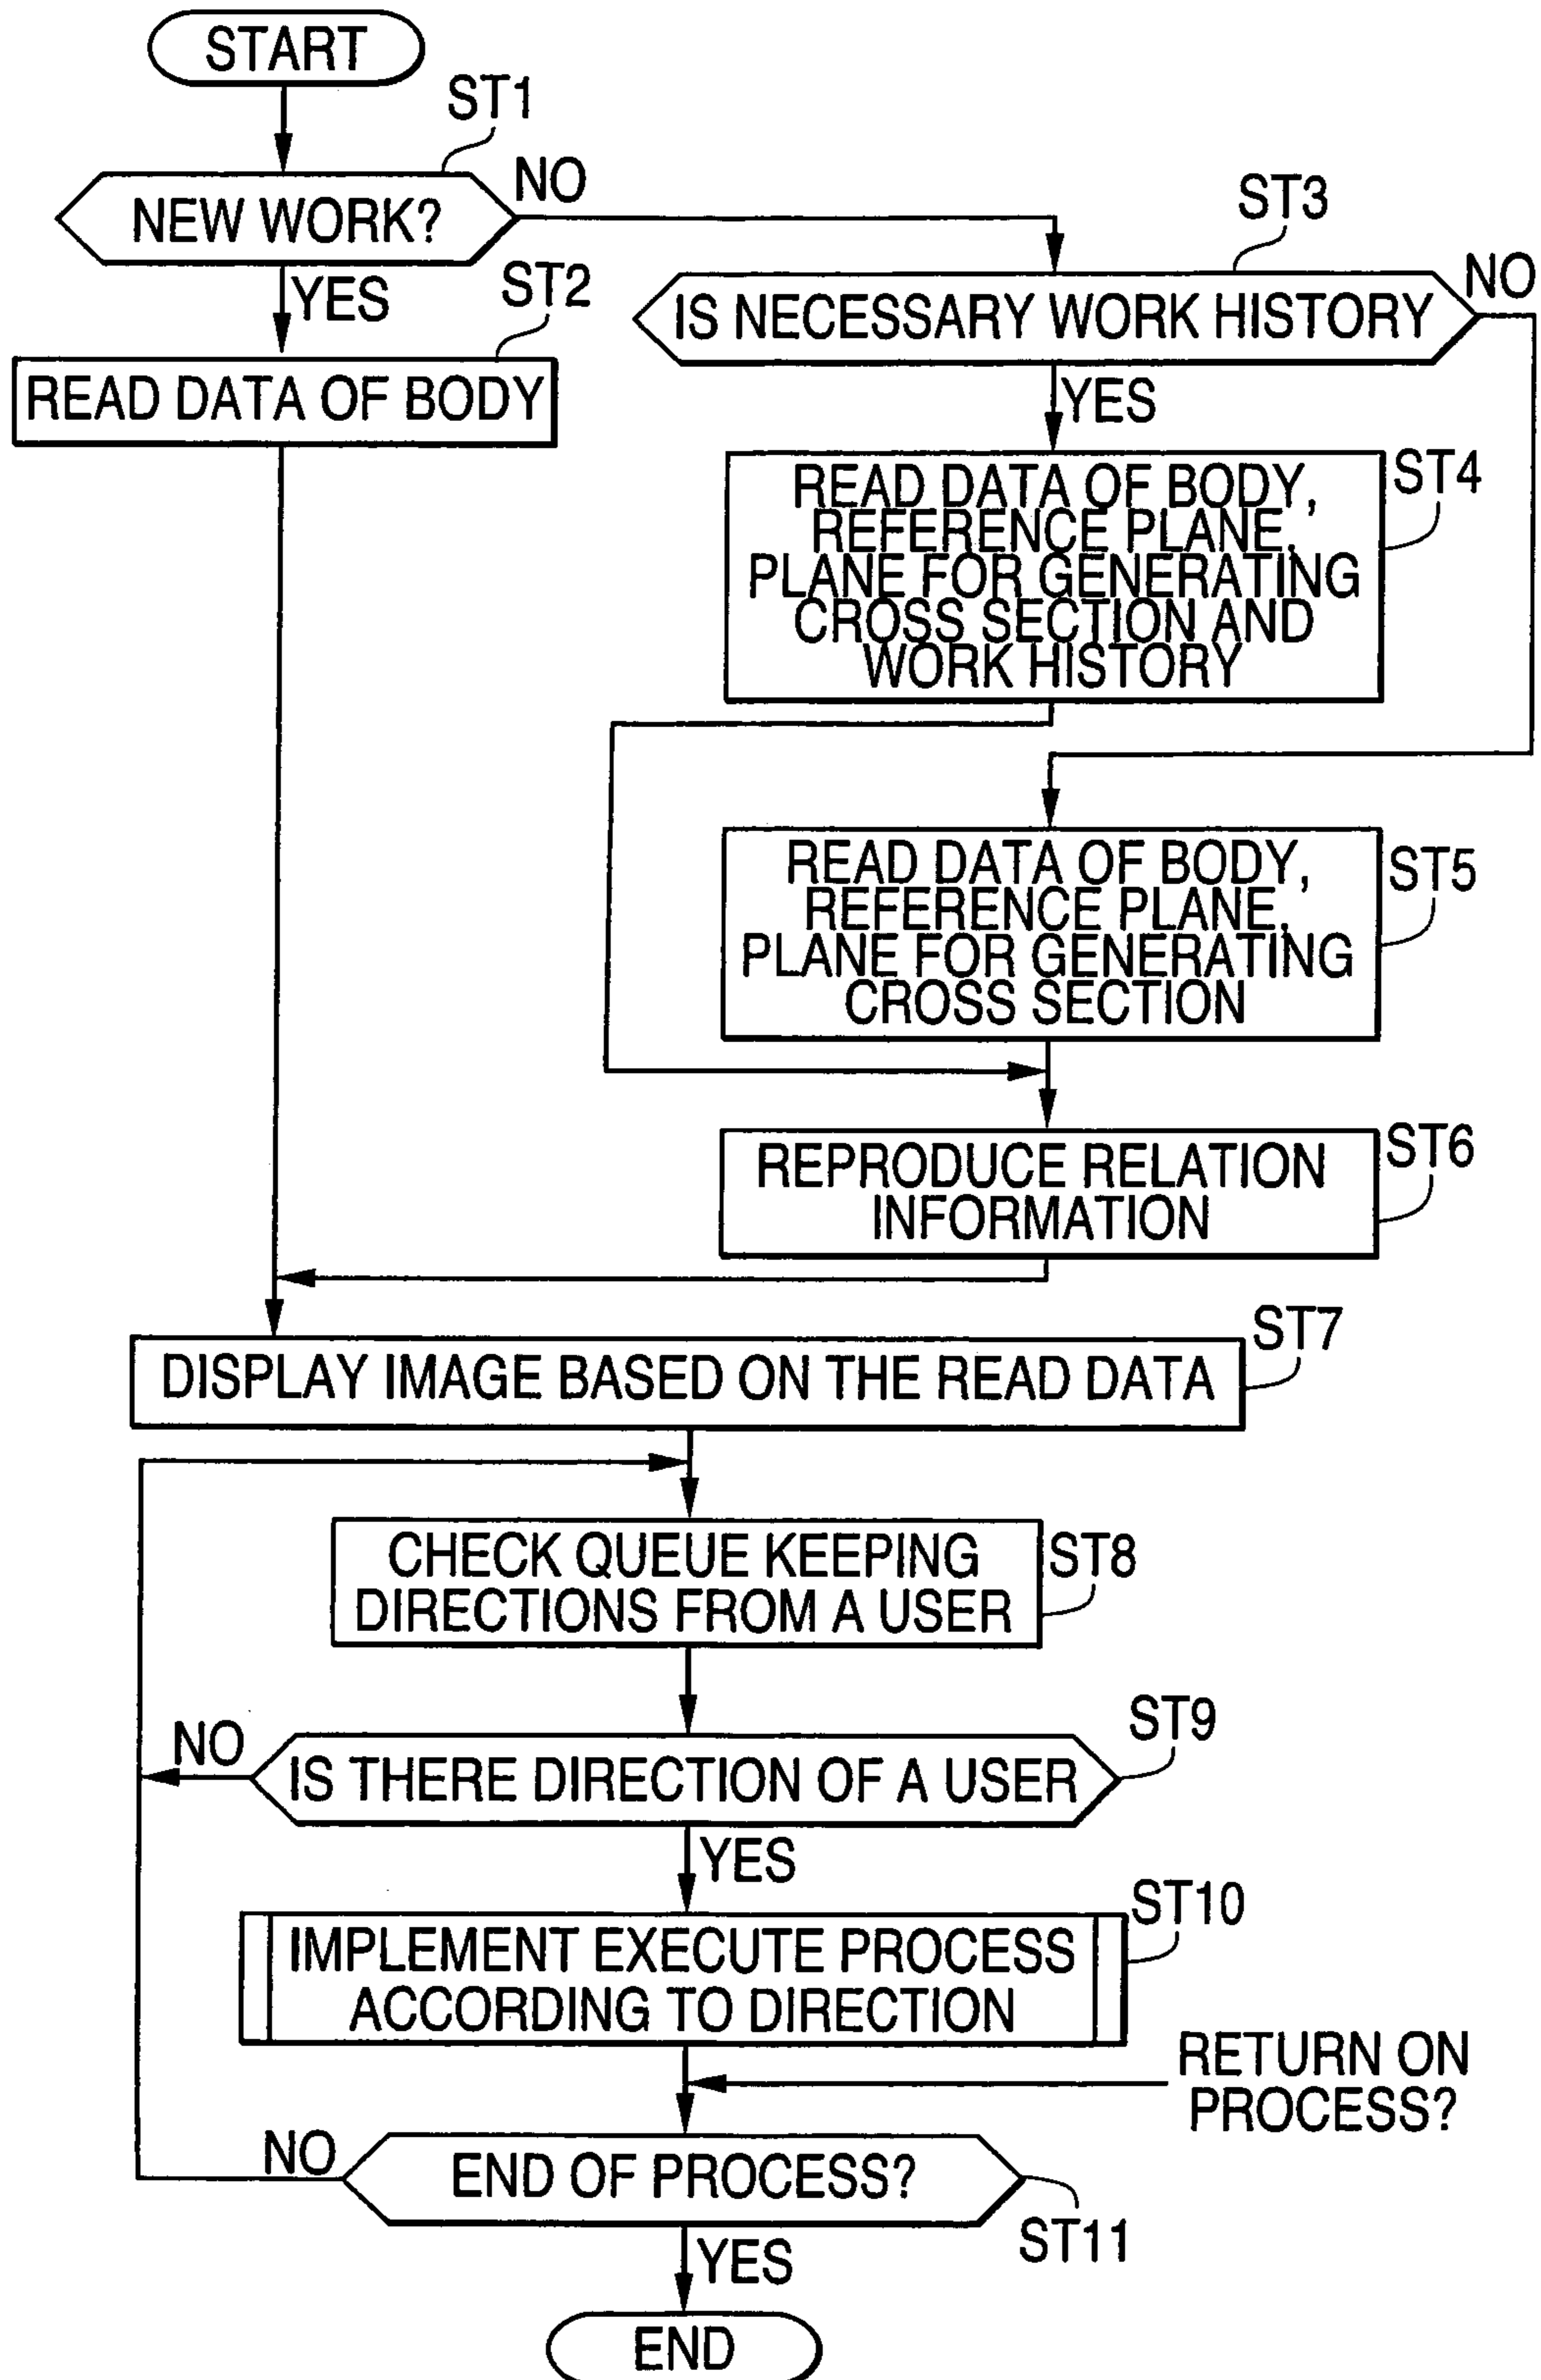 START
ST1
NEW WORK?
NO
YES
ST2
READ DATA OF BODY
ST3
IS NECESSARY WORK HISTORY
NO
YES
ST4
READ DATA OF BODY,
REFERENCE PLANE,
PLANE FOR GENERATING
CROSS SECTION AND
WORK HISTORY
ST5
READ DATA OF BODY,
REFERENCE PLANE,
PLANE FOR GENERATING
CROSS SECTION
ST6
REPRODUCE RELATION
INFORMATION
ST7
DISPLAY IMAGE BASED ON THE READ DATA
ST8
CHECK QUEUE KEEPING
DIRECTIONS FROM A USER
ST9
NO
IS THERE DIRECTION OF A USER
YES
ST10
IMPLEMENT EXECUTE PROCESS
ACCORDING TO DIRECTION
RETURN ON
PROCESS?
NO
END OF PROCESS?
ST11
YES
END